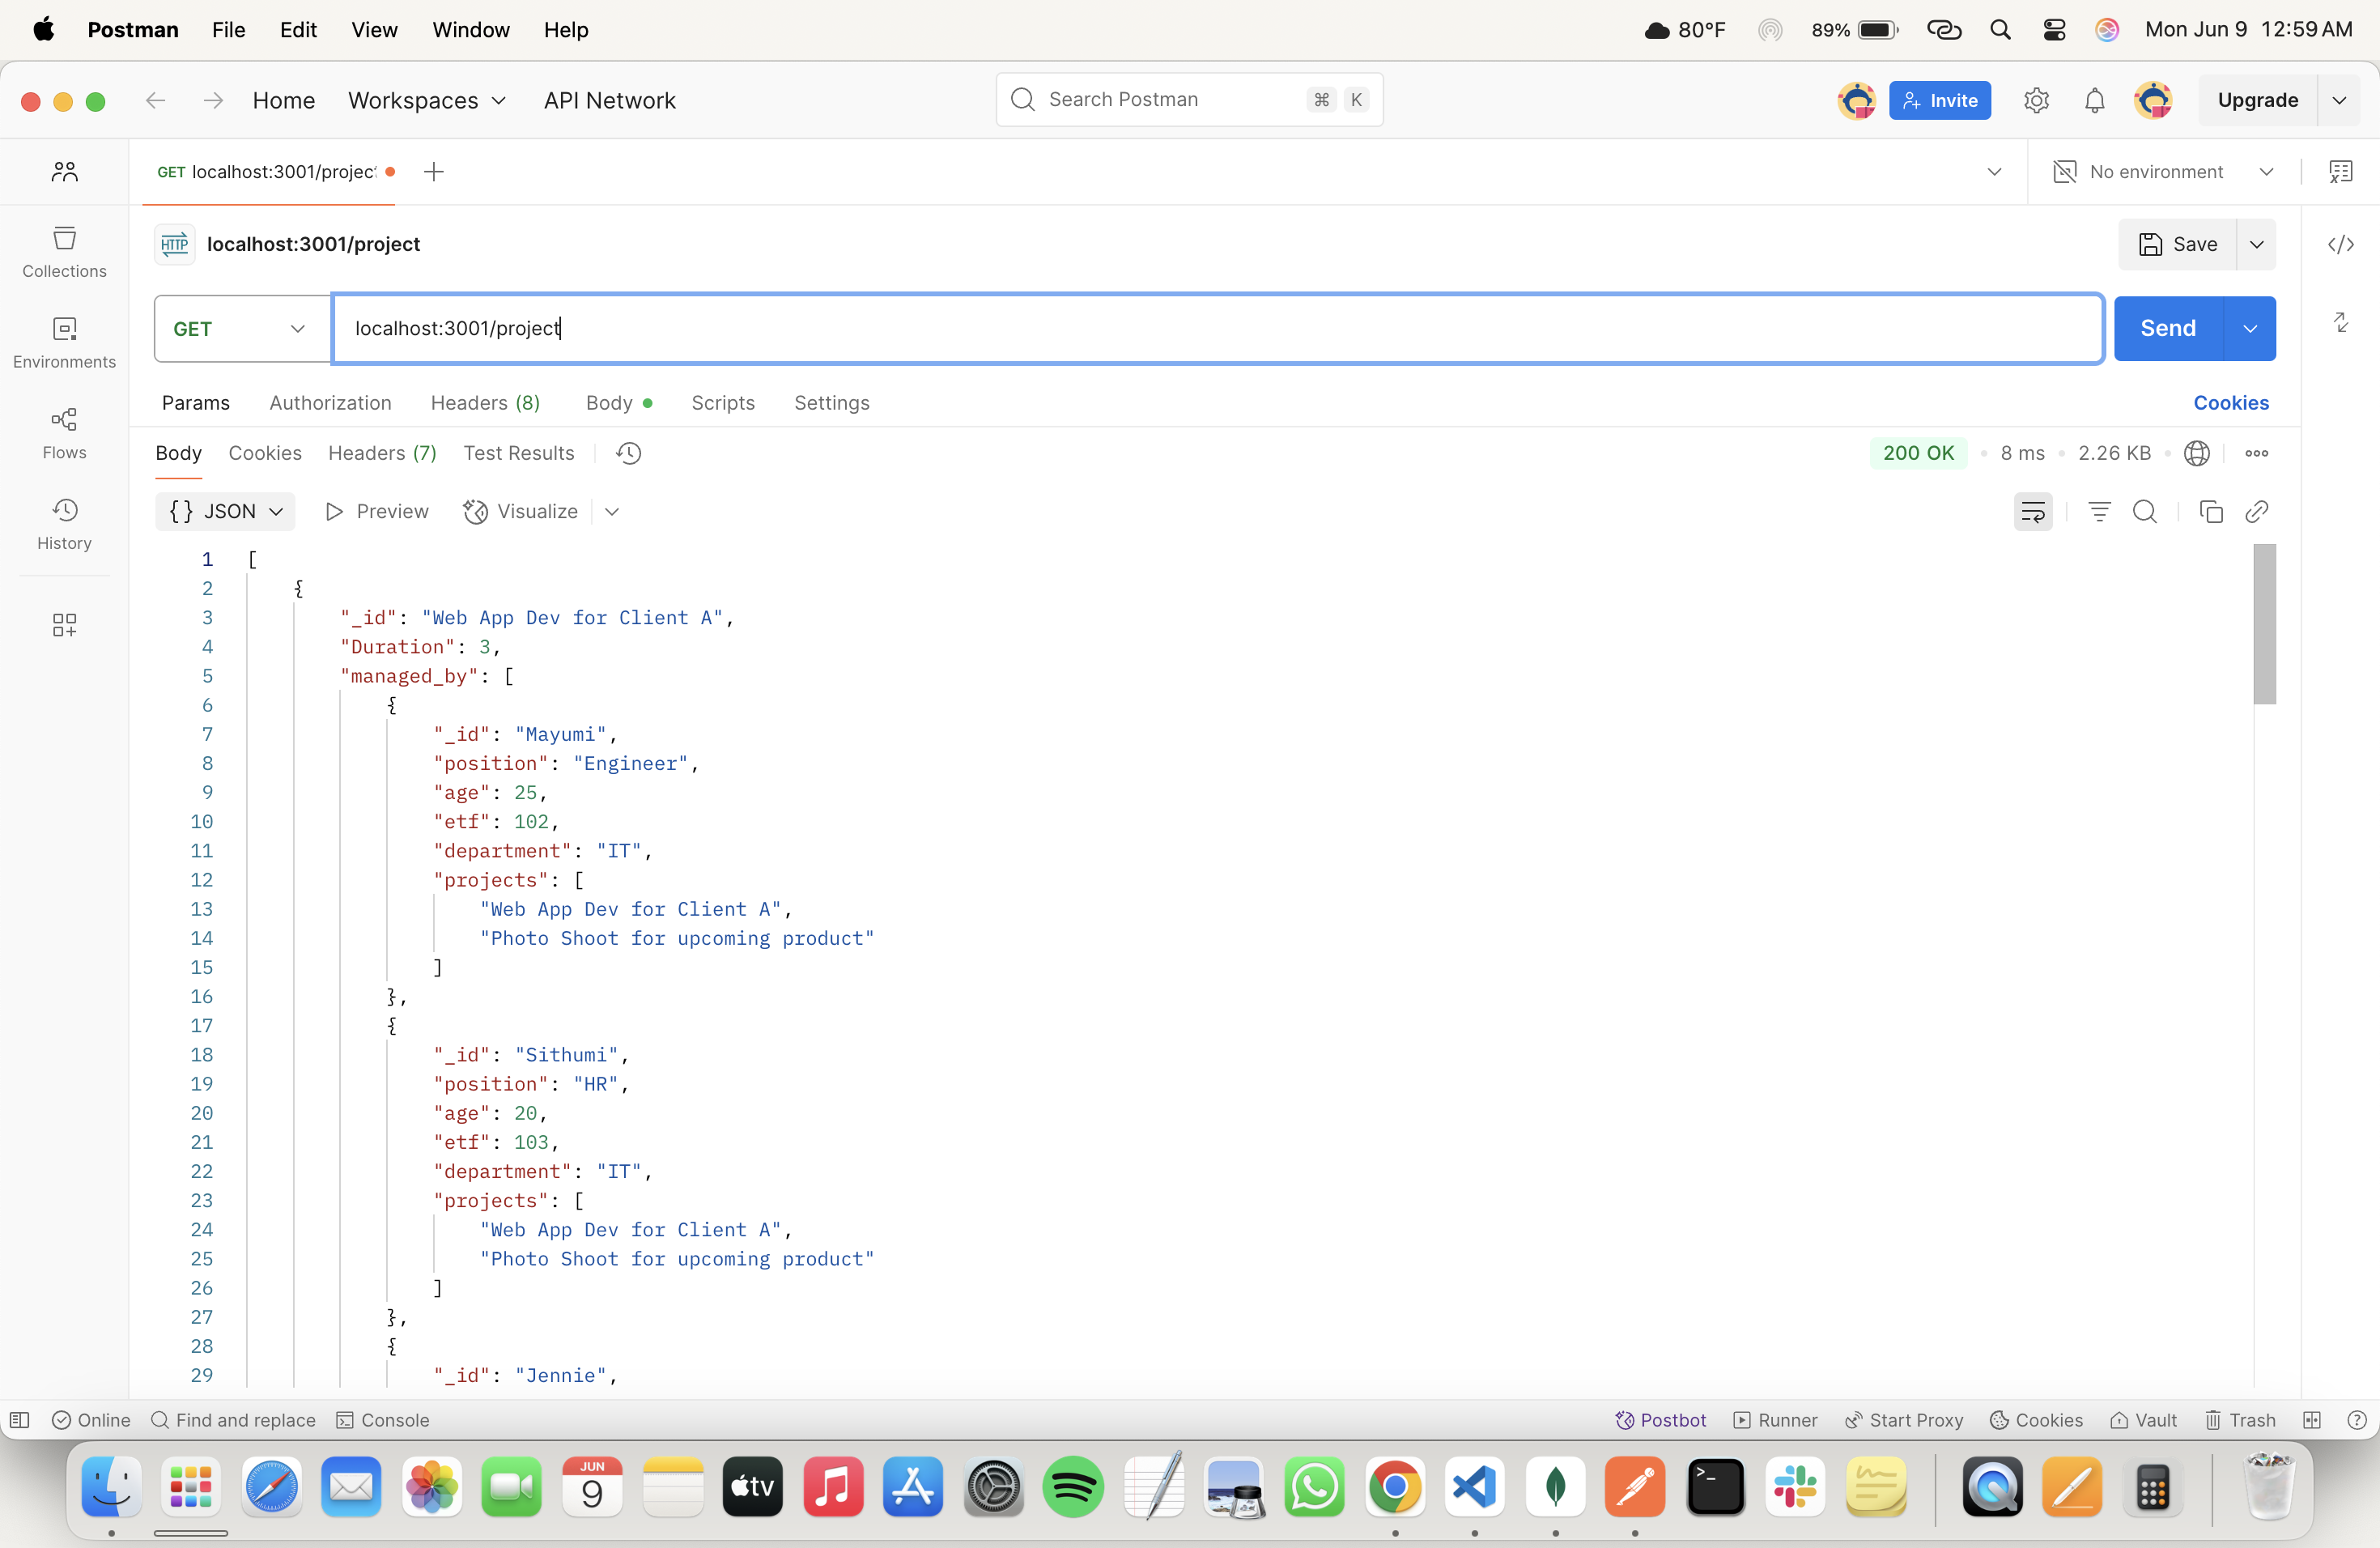 Postman File Edit View Window Help 80°F 89% Mon Jun 9 12:59 AM
Home Workspaces API Network Search Postman ⌘ K Invite Upgrade
GET localhost:3001/projec No environment
HTTP localhost:3001/project Save
Collections
GET localhost:3001/project Send
Environments
Params Authorization Headers (8) Body Scripts Settings Cookies
Flows
Body Cookies Headers (7) Test Results 200 OK 8 ms 2.26 KB
{} JSON Preview Visualize
History
1 [
2 {
3 "_id": "Web App Dev for Client A",
4 "Duration": 3,
5 "managed_by": [
6 {
7 "_id": "Mayumi",
8 "position": "Engineer",
9 "age": 25,
10 "etf": 102,
11 "department": "IT",
12 "projects": [
13 "Web App Dev for Client A",
14 "Photo Shoot for upcoming product"
15 ]
16 },
17 {
18 "_id": "Sithumi",
19 "position": "HR",
20 "age": 20,
21 "etf": 103,
22 "department": "IT",
23 "projects": [
24 "Web App Dev for Client A",
25 "Photo Shoot for upcoming product"
26 ]
27 },
28 {
29 "_id": "Jennie",
Online Find and replace Console Postbot Runner Start Proxy Cookies Vault Trash
JUN
9
tv